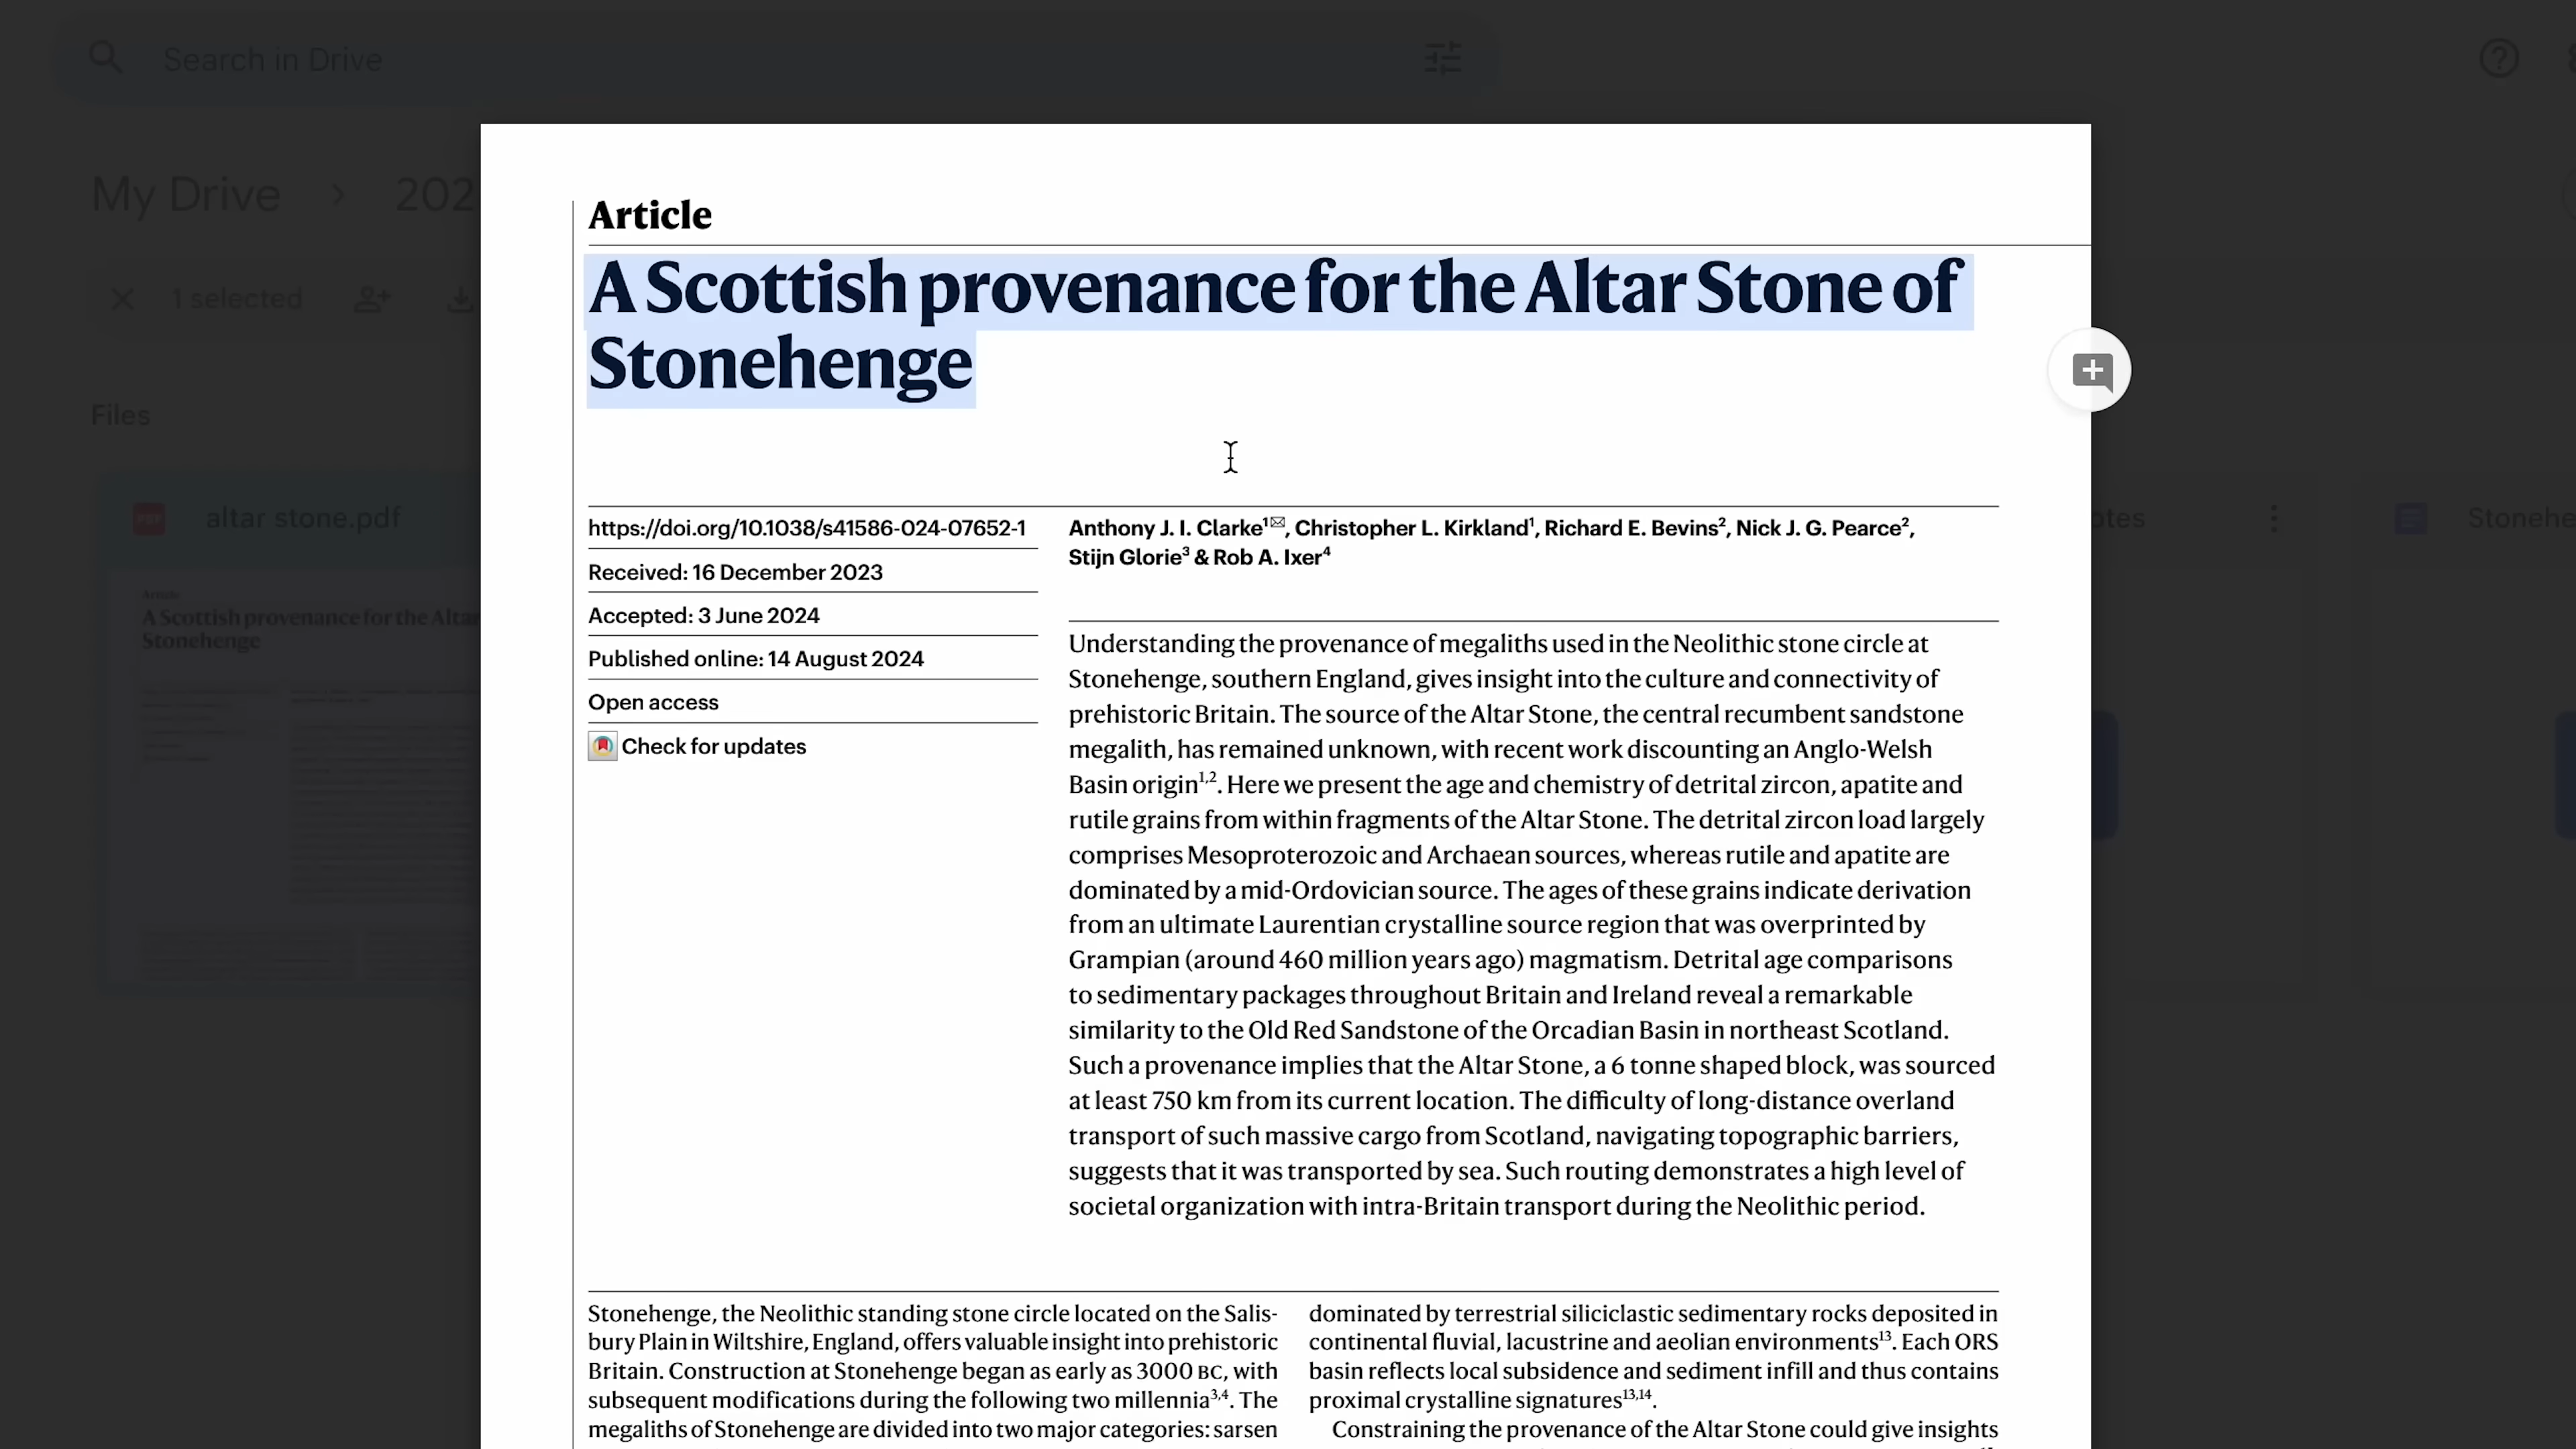 Search in Drive
My Drive > 202
1 selected
Files
altar stone.pdf
Article
A Scottish provenance for the Altar
Stonehenge
Article
A Scottish provenance for the Altar Stone of
Stonehenge
https://doi.org/10.1038/s41586-024-07652-1
Received: 16 December 2023
Accepted: 3 June 2024
Published online: 14 August 2024
Open access
Check for updates
Anthony J. I. Clarke¹✉, Christopher L. Kirkland¹, Richard E. Bevins², Nick J. G. Pearce²,
Stijn Glorie³ & Rob A. Ixer⁴
Understanding the provenance of megaliths used in the Neolithic stone circle at
Stonehenge, southern England, gives insight into the culture and connectivity of
prehistoric Britain. The source of the Altar Stone, the central recumbent sandstone
megalith, has remained unknown, with recent work discounting an Anglo-Welsh
Basin origin¹,². Here we present the age and chemistry of detrital zircon, apatite and
rutile grains from within fragments of the Altar Stone. The detrital zircon load largely
comprises Mesoproterozoic and Archaean sources, whereas rutile and apatite are
dominated by a mid-Ordovician source. The ages of these grains indicate derivation
from an ultimate Laurentian crystalline source region that was overprinted by
Grampian (around 460 million years ago) magmatism. Detrital age comparisons
to sedimentary packages throughout Britain and Ireland reveal a remarkable
similarity to the Old Red Sandstone of the Orcadian Basin in northeast Scotland.
Such a provenance implies that the Altar Stone, a 6 tonne shaped block, was sourced
at least 750 km from its current location. The difficulty of long-distance overland
transport of such massive cargo from Scotland, navigating topographic barriers,
suggests that it was transported by sea. Such routing demonstrates a high level of
societal organization with intra-Britain transport during the Neolithic period.
Stonehenge, the Neolithic standing stone circle located on the Salis-
bury Plain in Wiltshire, England, offers valuable insight into prehistoric
Britain. Construction at Stonehenge began as early as 3000 BC, with
subsequent modifications during the following two millennia³,⁴. The
megaliths of Stonehenge are divided into two major categories: sarsen
dominated by terrestrial siliciclastic sedimentary rocks deposited in
continental fluvial, lacustrine and aeolian environments¹³. Each ORS
basin reflects local subsidence and sediment infill and thus contains
proximal crystalline signatures¹³,¹⁴.
Constraining the provenance of the Altar Stone could give insights
otes
Stonehe